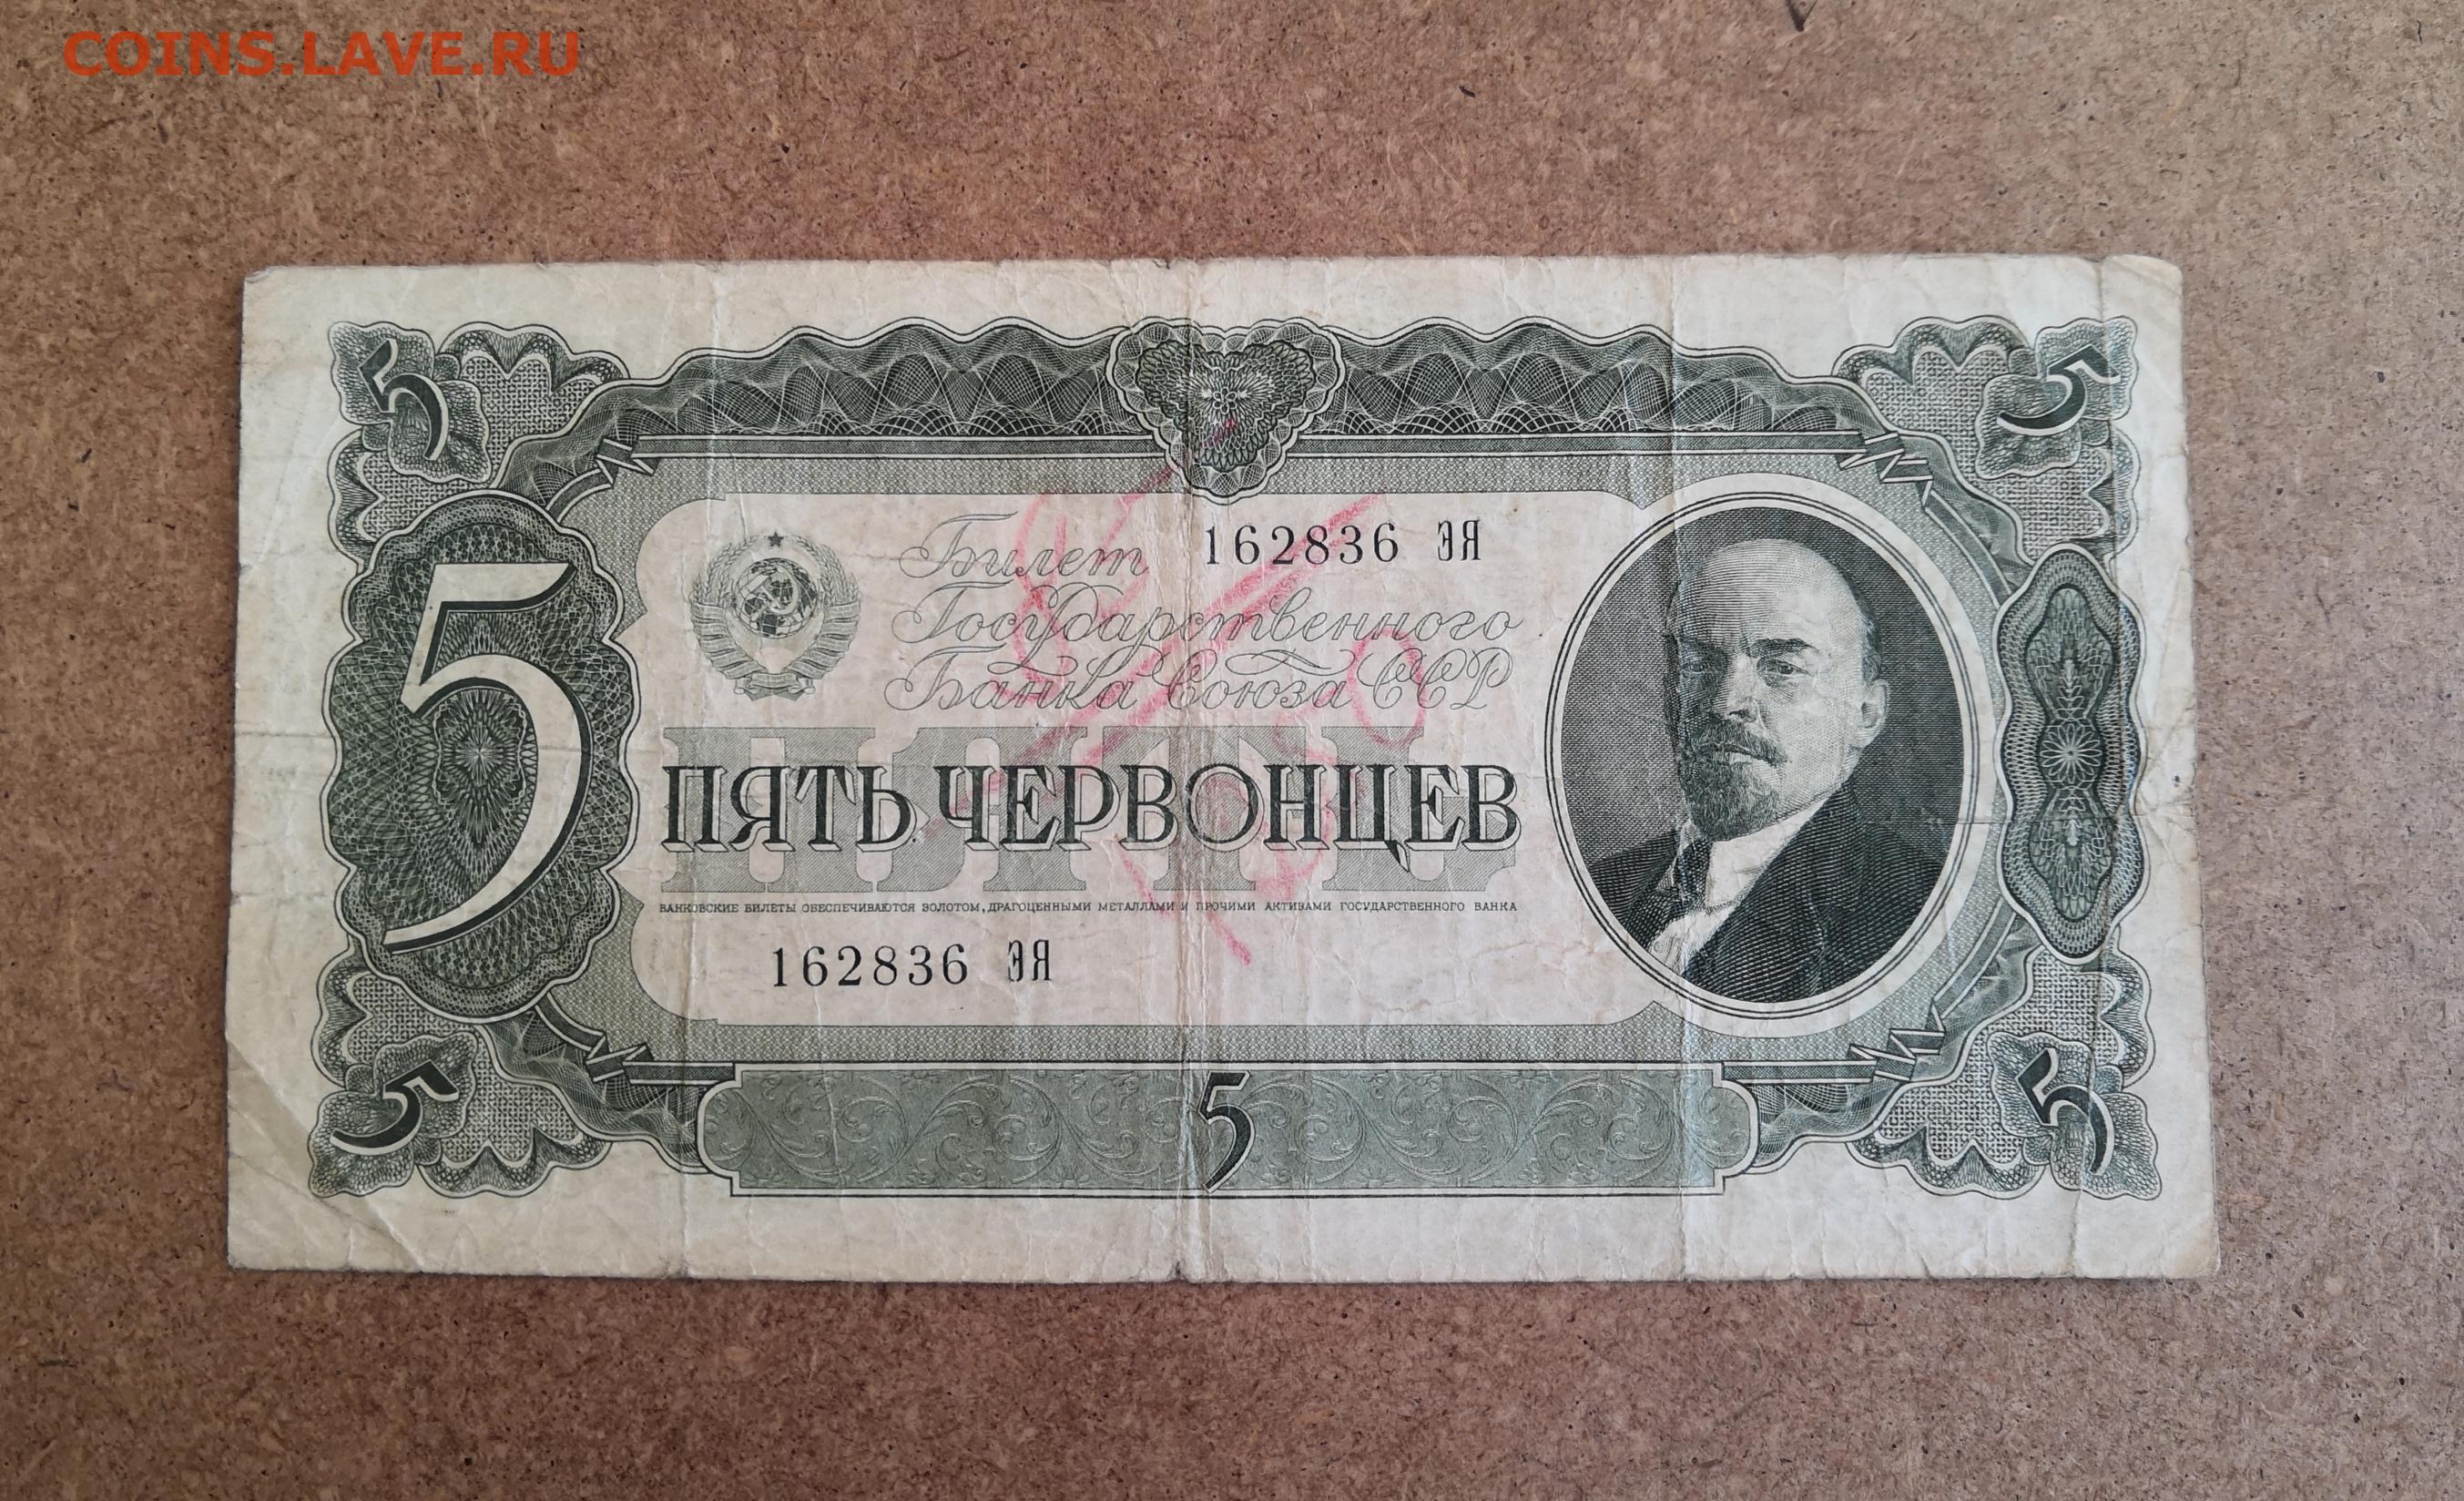 COINS.LAVE.RU
5
5
Билет 162836 ЭЯ
Государственного
Банка Союза ССР
5
ПЯТЬ
ПЯТЬ ЧЕРВОНЦЕВ
БАНКОВСКИЕ БИЛЕТЫ ОБЕСПЕЧИВАЮТСЯ ЗОЛОТОМ, ДРАГОЦЕННЫМИ МЕТАЛЛАМИ И ПРОЧИМИ АКТИВАМИ ГОСУДАРСТВЕННОГО БАНКА
162836 ЭЯ
5
5
5